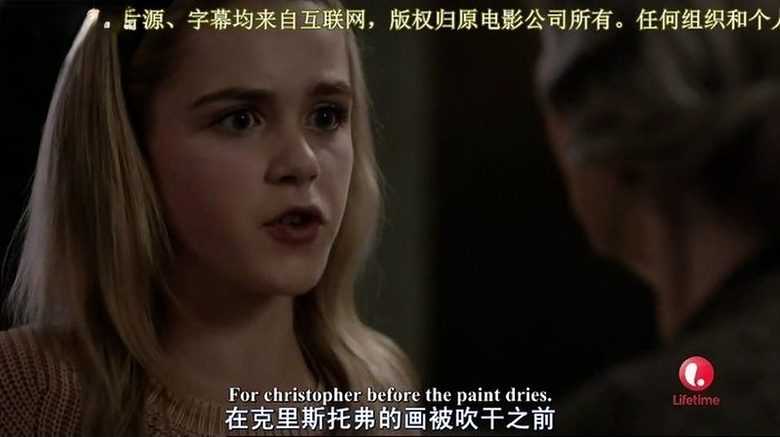 源、字幕均来自互联网，版权归原电影公司所有。任何组织和个人
For christopher before the paint dries.
在克里斯托弗的画被吹干之前
Lifetime